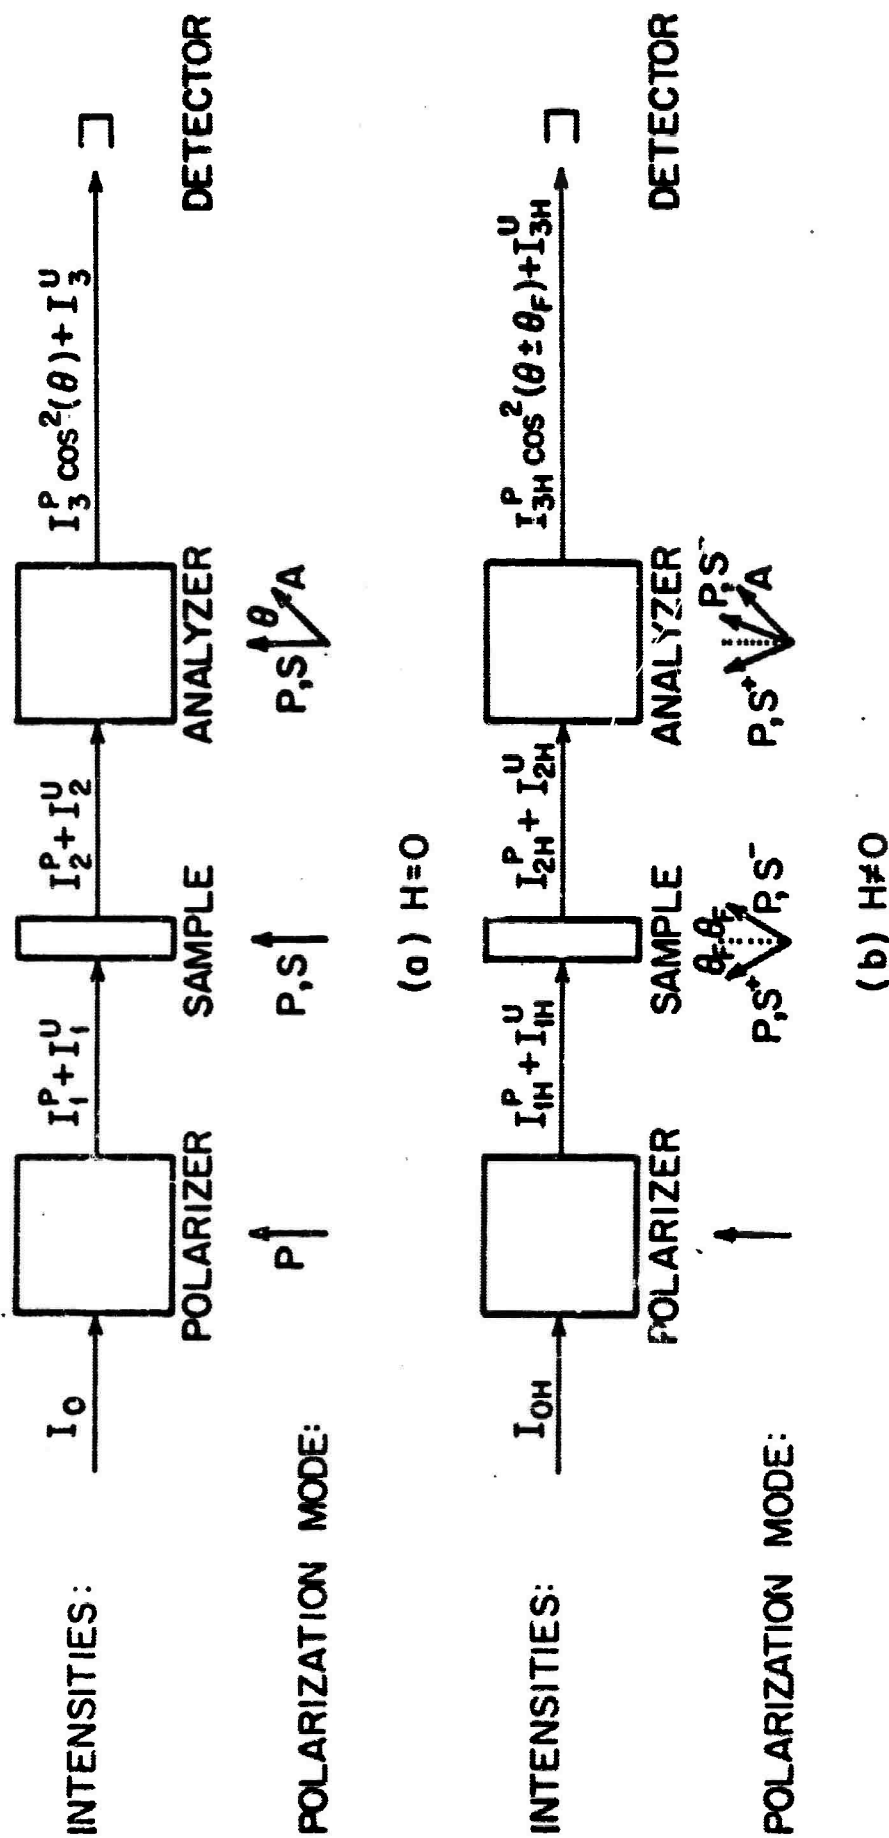 INTENSITIES:
I₀
I₁ᴾ+I₁ᵁ
I₂ᴾ+I₂ᵁ
I₃ᴾ cos²(θ)+I₃ᵁ
POLARIZER
SAMPLE
ANALYZER
DETECTOR
POLARIZATION MODE:
P
P,S
P,S
θ
A
(a) H=0
INTENSITIES:
I₀H
I₁Hᴾ+I₁Hᵁ
I₂Hᴾ+I₂Hᵁ
I₃Hᴾ cos²(θ±θF)+I₃Hᵁ
POLARIZER
SAMPLE
ANALYZER
DETECTOR
POLARIZATION MODE:
P,S⁺
θF
θF
P,S⁻
P,S⁺
P,S⁻
A
(b) H≠0